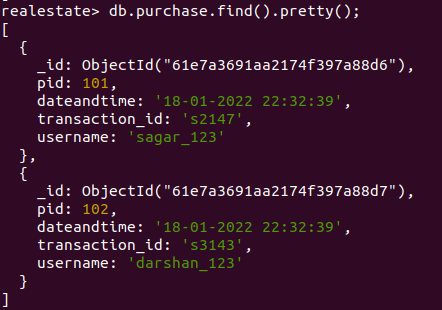 realestate> db.purchase.find().pretty();
[
  {
    _id: ObjectId("61e7a3691aa2174f397a88d6"),
    pid: 101,
    dateandtime: '18-01-2022 22:32:39',
    transaction_id: 's2147',
    username: 'sagar_123'
  },
  {
    _id: ObjectId("61e7a3691aa2174f397a88d7"),
    pid: 102,
    dateandtime: '18-01-2022 22:32:39',
    transaction_id: 's3143',
    username: 'darshan_123'
  }
]